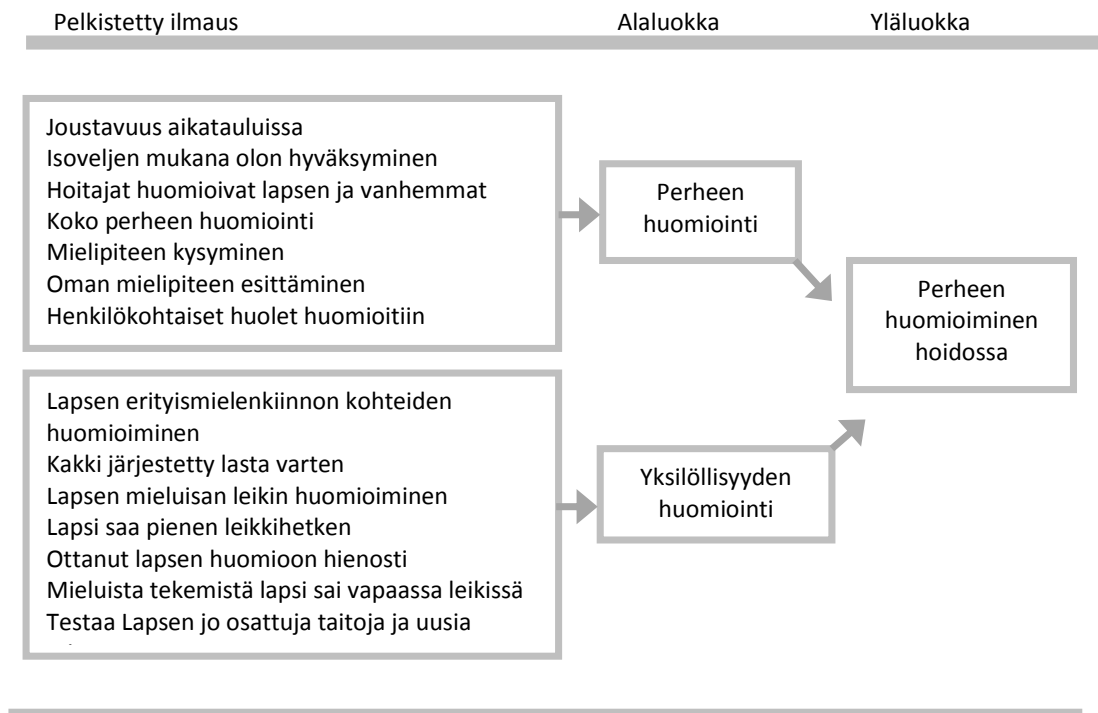 Pelkistetty ilmaus Alaluokka Yläluokka
Joustavuus aikatauluissa
Isoveljen mukana olon hyväksyminen
Hoitajat huomioivat lapsen ja vanhemmat
Koko perheen huomiointi
Mielipiteen kysyminen
Oman mielipiteen esittäminen
Henkilökohtaiset huolet huomioitiin
Perheen
huomiointi
Perheen
huomioiminen
hoidossa
Lapsen erityismielenkiinnon kohteiden
huomioiminen
Kakki järjestetty lasta varten
Lapsen mieluisan leikin huomioiminen
Lapsi saa pienen leikkihetken
Ottanut lapsen huomioon hienosti
Mieluista tekemistä lapsi sai vapaassa leikissä
Testaa Lapsen jo osattuja taitoja ja uusia
Yksilöllisyyden
huomiointi